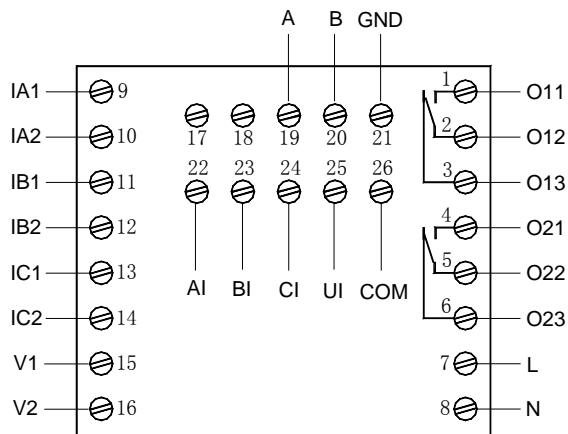 A B GND
IA1 9 1 O11
17 18 19 20 21
IA2 10 2 O12
22 23 24 25 26
IB1 11 3 O13
IB2 12 4 O21
IC1 13 5 O22
AI BI CI UI COM
IC2 14 6 O23
V1 15 7 L
V2 16 8 N